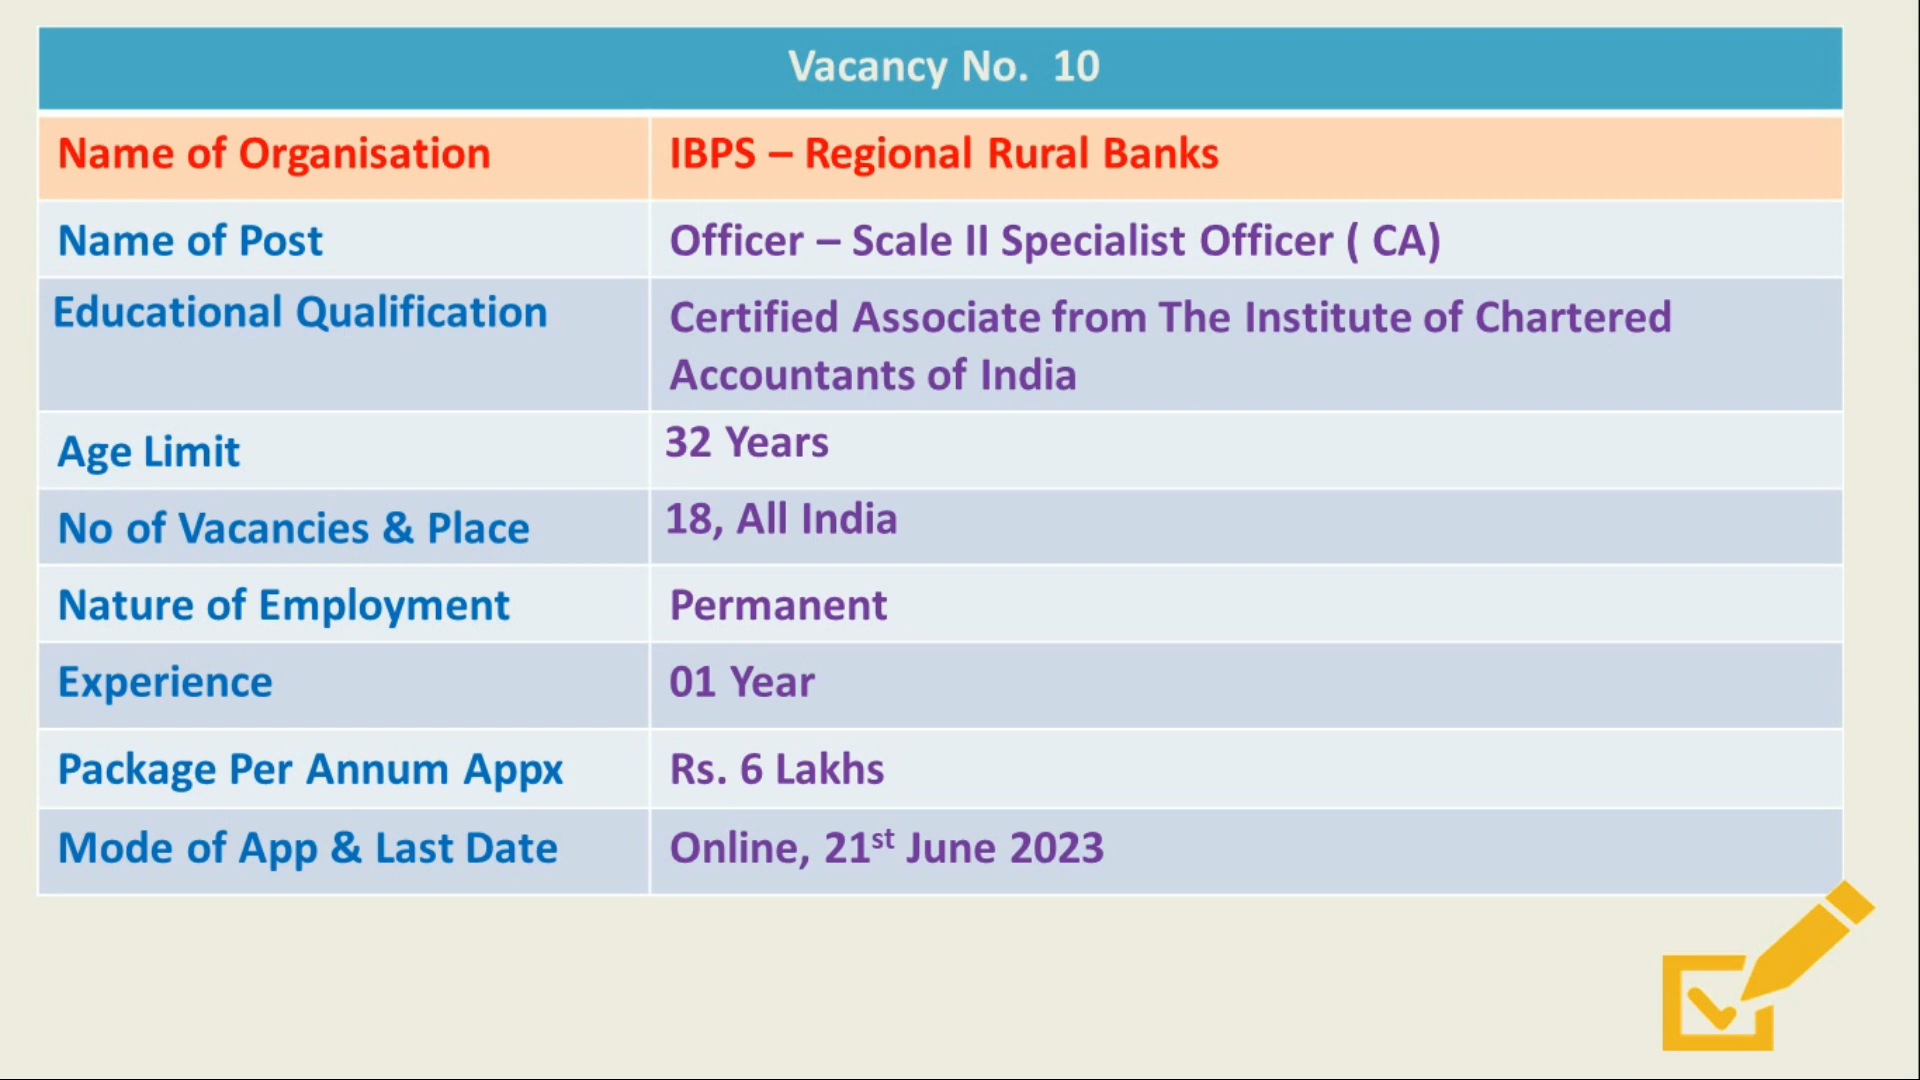 Vacancy No. 10
Name of Organisation
IBPS – Regional Rural Banks
Name of Post
Officer – Scale II Specialist Officer ( CA)
Educational Qualification
Certified Associate from The Institute of Chartered
Accountants of India
Age Limit
32 Years
No of Vacancies & Place
18, All India
Nature of Employment
Permanent
Experience
01 Year
Package Per Annum Appx
Rs. 6 Lakhs
Mode of App & Last Date
Online, 21st June 2023